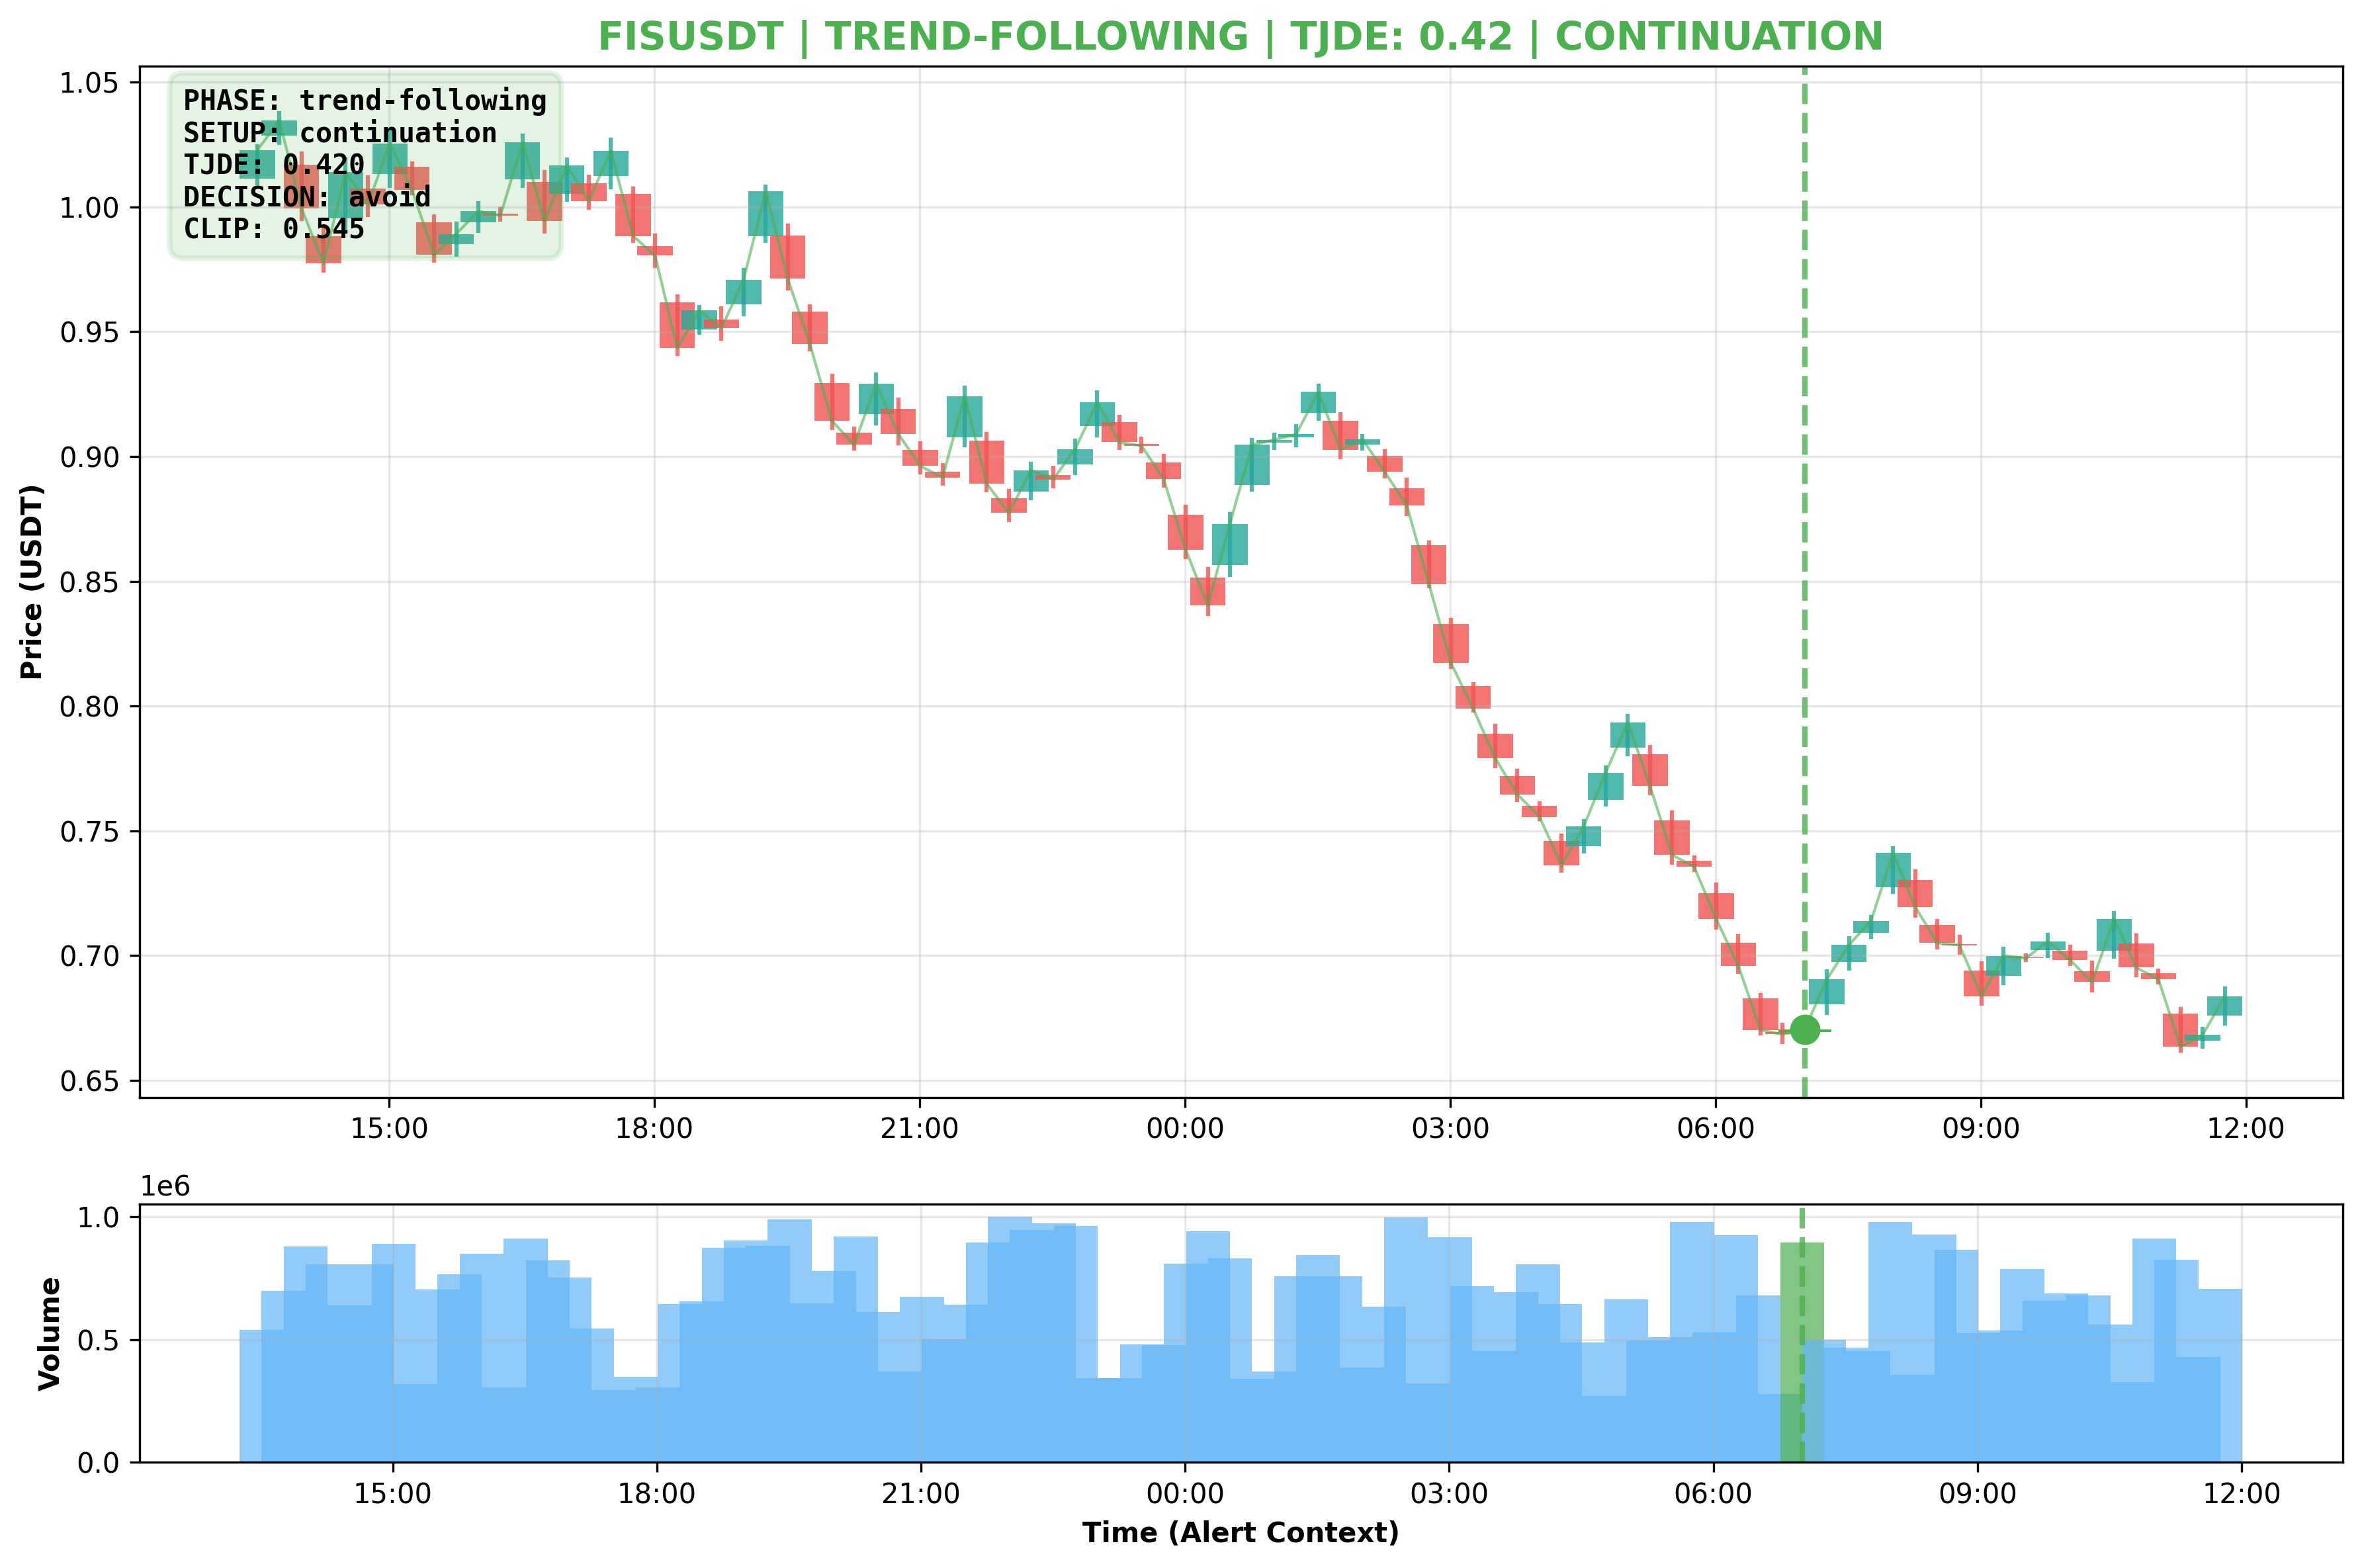 FISUSDT | TREND-FOLLOWING | TJDE: 0.42 | CONTINUATION
PHASE: trend-following
SETUP: continuation
TJDE: 0.420
DECISION: avoid
CLIP: 0.545
Price (USDT)
1.05
1.00
0.95
0.90
0.85
0.80
0.75
0.70
0.65
15:00 18:00 21:00 00:00 03:00 06:00 09:00 12:00
1e6
Volume
1.0
0.5
0.0
15:00 18:00 21:00 00:00 03:00 06:00 09:00 12:00
Time (Alert Context)